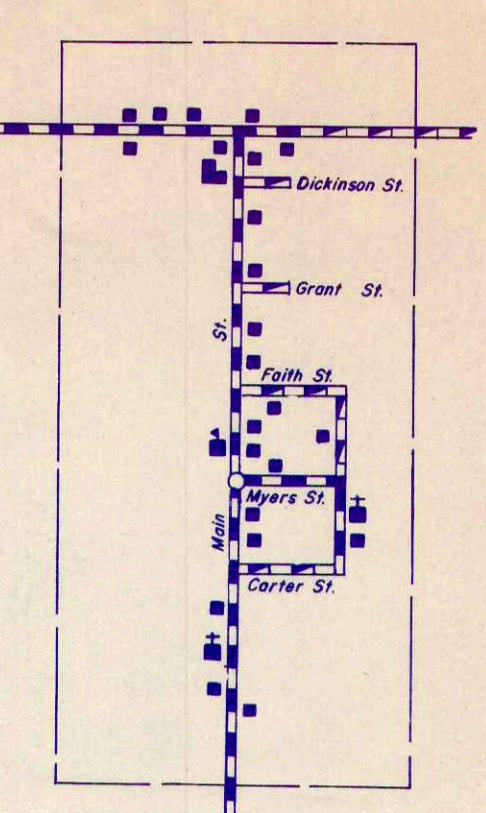 Dickinson St.
Grant St.
St.
Faith St.
Myers St.
Main
Carter St.